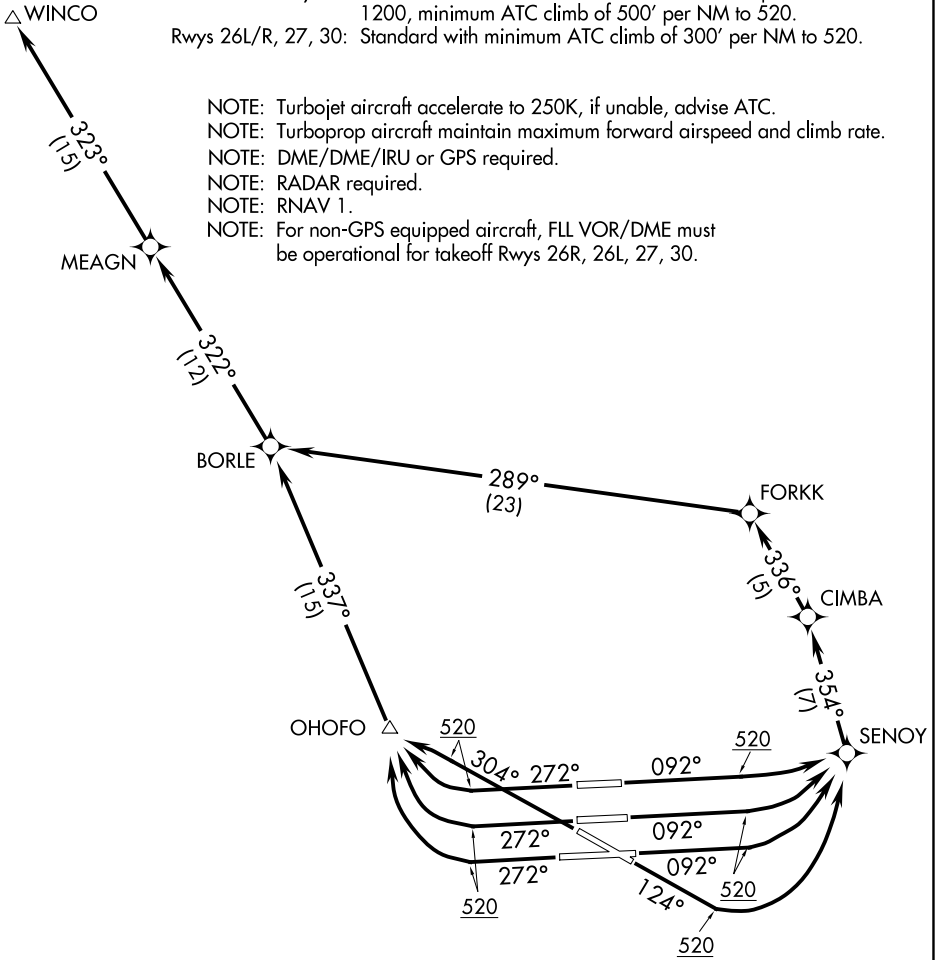 WINCO
1200, minimum ATC climb of 500’ per NM to 520.
Rwys 26L/R, 27, 30: Standard with minimum ATC climb of 300’ per NM to 520.
NOTE: Turbojet aircraft accelerate to 250K, if unable, advise ATC.
NOTE: Turboprop aircraft maintain maximum forward airspeed and climb rate.
NOTE: DME/DME/IRU or GPS required.
NOTE: RADAR required.
NOTE: RNAV 1.
NOTE: For non-GPS equipped aircraft, FLL VOR/DME must
be operational for takeoff Rwys 26R, 26L, 27, 30.
323°
(15)
MEAGN
322°
(12)
BORLE
289°
(23)
FORKK
336°
(5)
CIMBA
337°
(15)
354°
(7)
OHOFO
520
520
SENOY
304°
272°
092°
272°
092°
272°
092°
520
520
124°
520